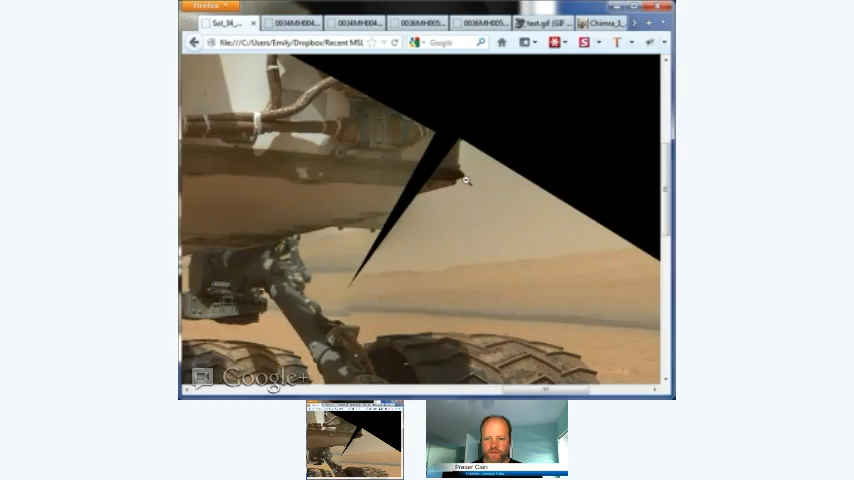 Firefox
Sol_34_...
0034MH004...
0034MH004...
0036MH005...
0036MH005...
test.gif (GIF ...
Chimra_1_...
file:///C:/Users/Emily/Dropbox/Recent MSL
Google
Google+
Fraser Cain